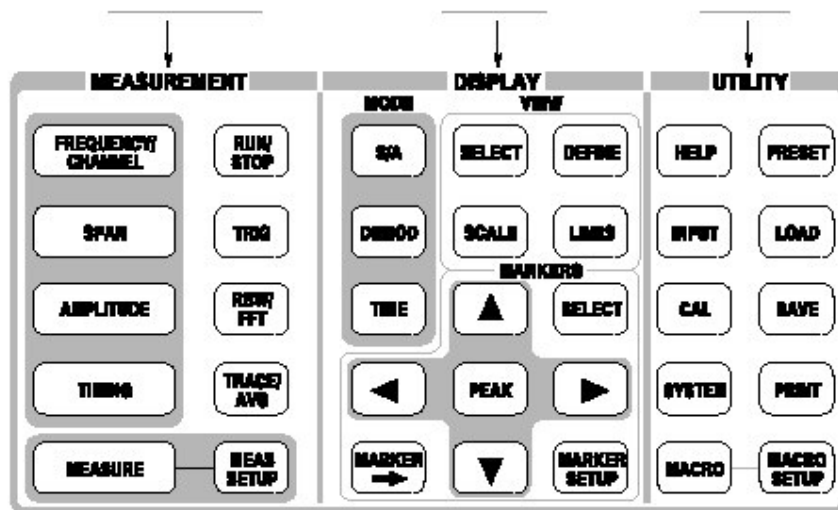 MEASUREMENT
DISPLAY
UTILITY
MODE
VIEW
FREQUENCY/
CHANNEL
RUN/
STOP
S/A
SELECT
DEFINE
HELP
PRESET
SPAN
TRIG
DEMOD
SCALE
LINES
INPUT
LOAD
MARKERS
AMPLITUDE
RBW/
FFT
TIME
SELECT
CAL
SAVE
TIMING
TRACE/
AVG
PEAK
SYSTEM
PRINT
MEASURE
MEAS
SETUP
MARKER
MARKER
SETUP
MACRO
MACRO
SETUP